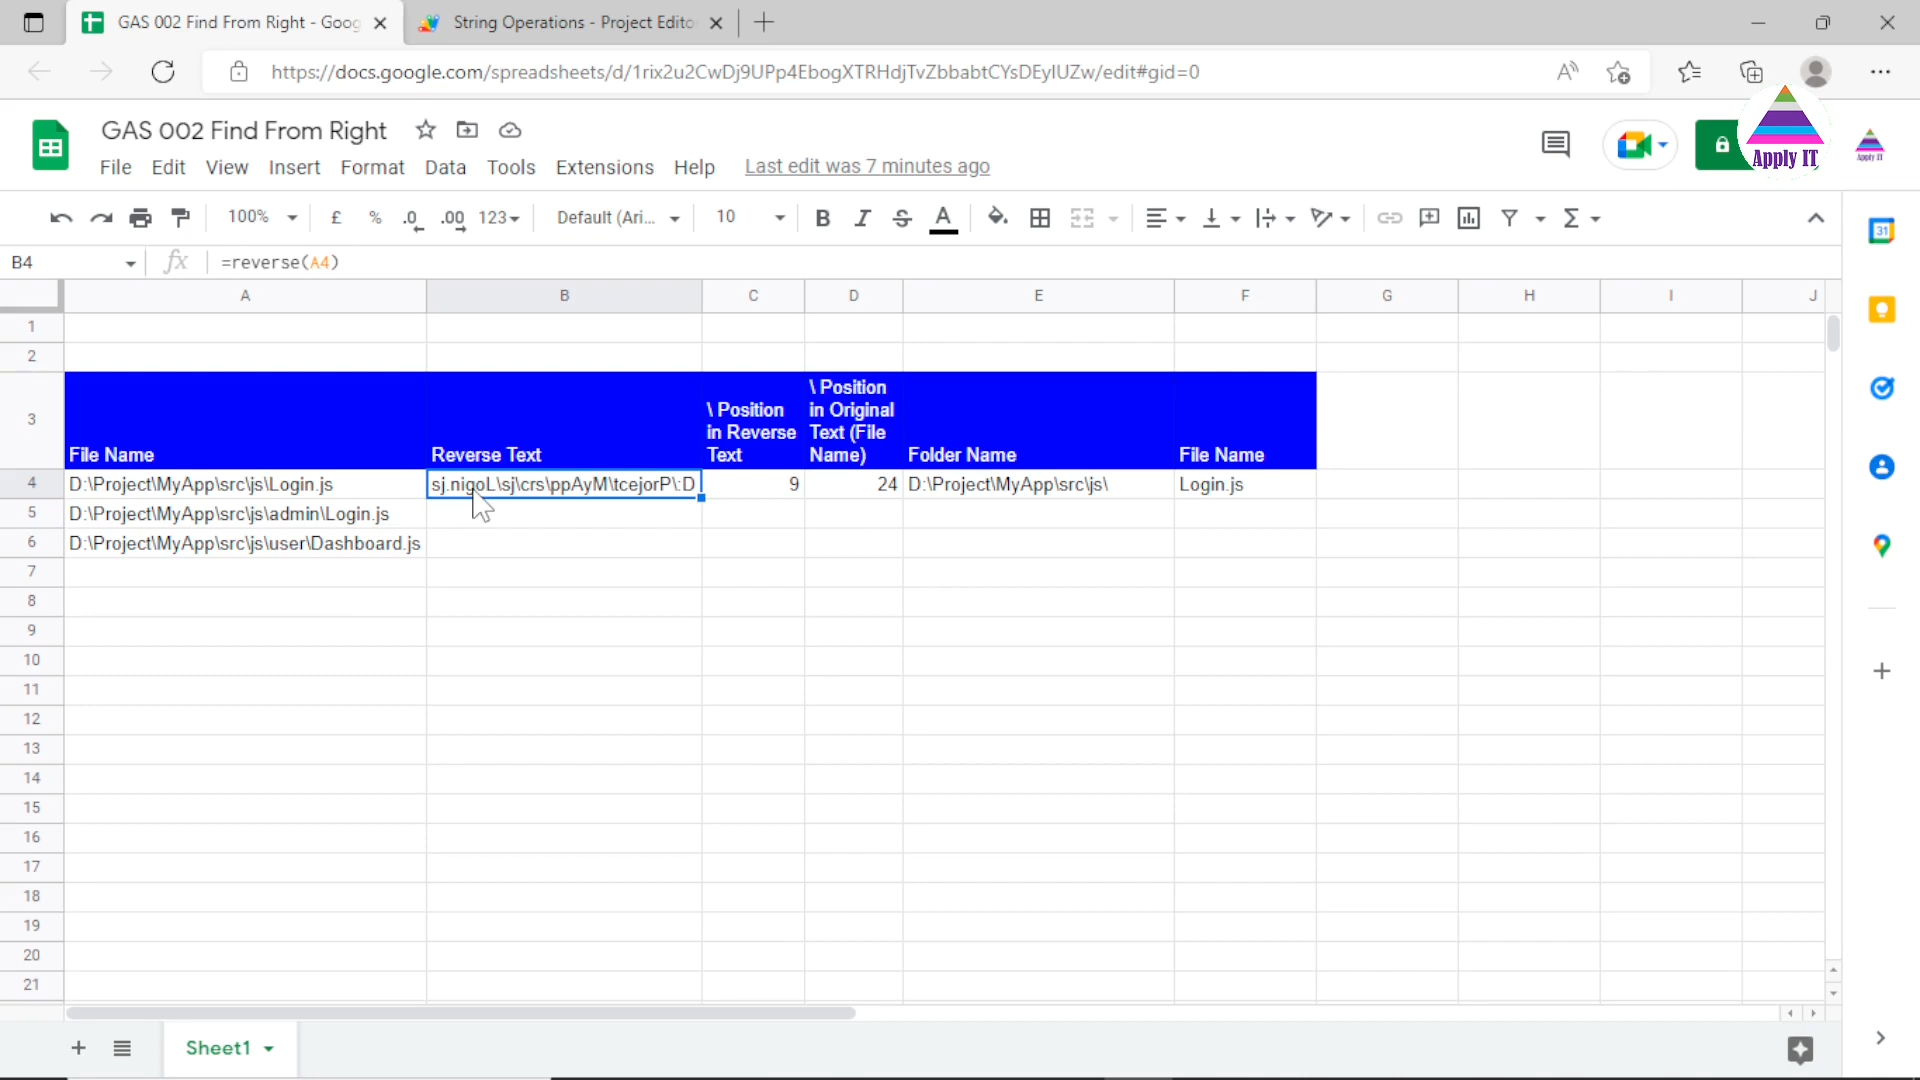 GAS 002 Find From Right - Goog
String Operations - Project Edito
https://docs.google.com/spreadsheets/d/1rix2u2CwDj9UPp4EbogXTRHdjTvZbbabtCYsDEyIUZw/edit#gid=0
GAS 002 Find From Right
File Edit View Insert Format Data Tools Extensions Help Last edit was 7 minutes ago
Apply IT
Apply IT
100% £ % .0 .00 123 Default (Ari... 10 B I S A
31
B4 fx =reverse(A4)
A B C D E F G H I J
1
2
3 File Name Reverse Text \ Position in Reverse Text \ Position in Original Text (File Name) Folder Name File Name
4 D:\Project\MyApp\src\js\Login.js sj.nigoL\sj\crs\ppAyM\tcejorP\:D 9 24 D:\Project\MyApp\src\js\ Login.js
5 D:\Project\MyApp\src\js\admin\Login.js
6 D:\Project\MyApp\src\js\user\Dashboard.js
7
8
9
10
11
12
13
14
15
16
17
18
19
20
21
Sheet1